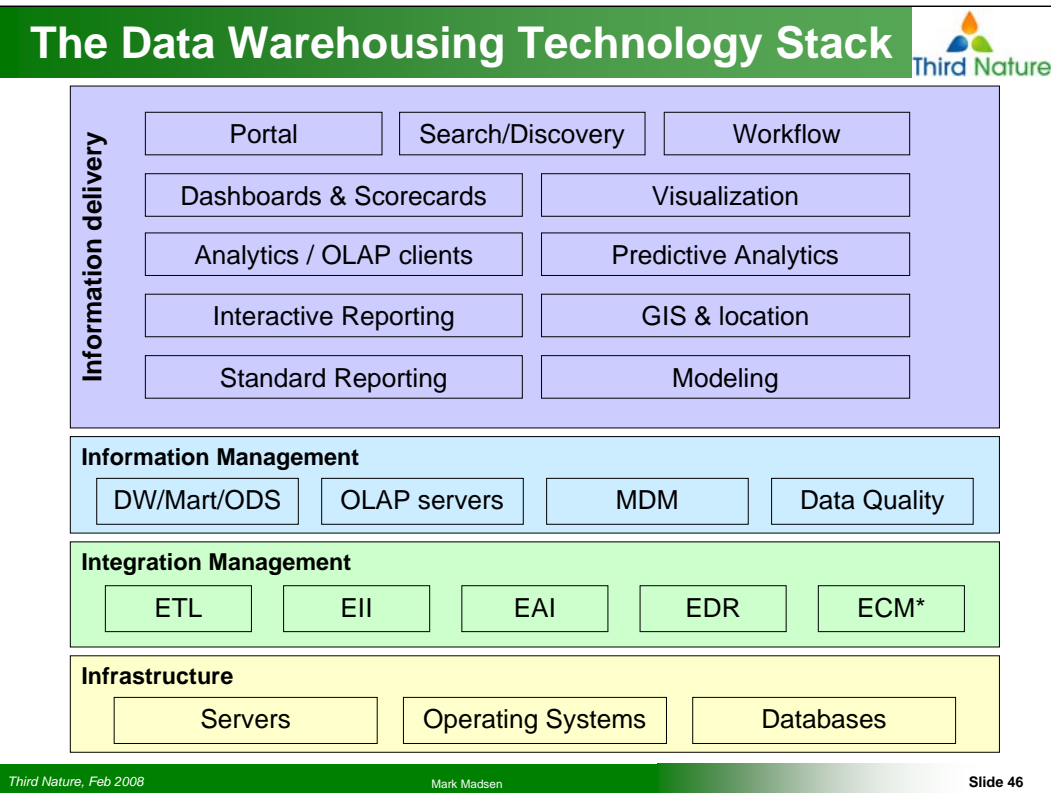 The Data Warehousing Technology Stack
Third Nature
Information delivery
Portal
Search/Discovery
Workflow
Dashboards & Scorecards
Visualization
Analytics / OLAP clients
Predictive Analytics
Interactive Reporting
GIS & location
Standard Reporting
Modeling
Information Management
DW/Mart/ODS
OLAP servers
MDM
Data Quality
Integration Management
ETL
EII
EAI
EDR
ECM*
Infrastructure
Servers
Operating Systems
Databases
Third Nature, Feb 2008
Mark Madsen
Slide 46